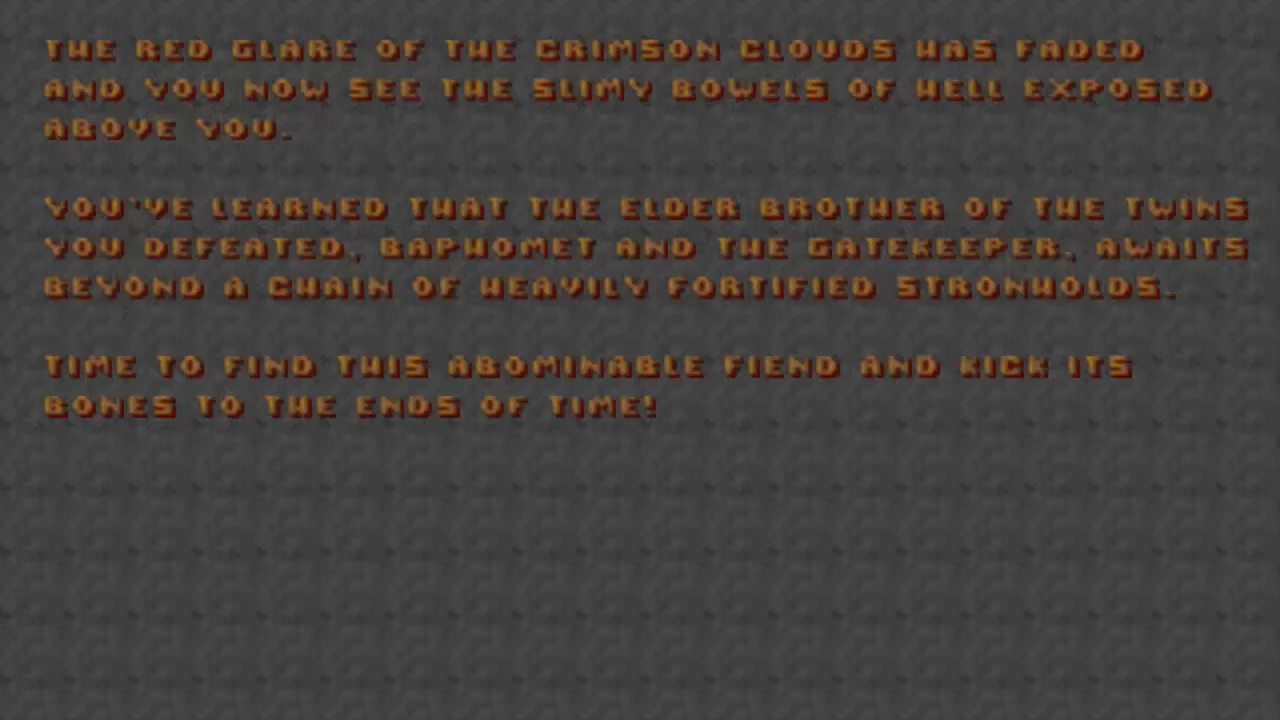 THE RED GLARE OF THE CRIMSON CLOUDS HAS FADED
AND YOU NOW SEE THE SLIMY BOWELS OF HELL EXPOSED
ABOVE YOU.
YOU'VE LEARNED THAT THE ELDER BROTHER OF THE TWINS
YOU DEFEATED, BAPHOMET AND THE GATEKEEPER, AWAITS
BEYOND A CHAIN OF HEAVILY FORTIFIED STRONHOLDS.
TIME TO FIND THIS ABOMINABLE FIEND AND KICK ITS
BONES TO THE ENDS OF TIME!